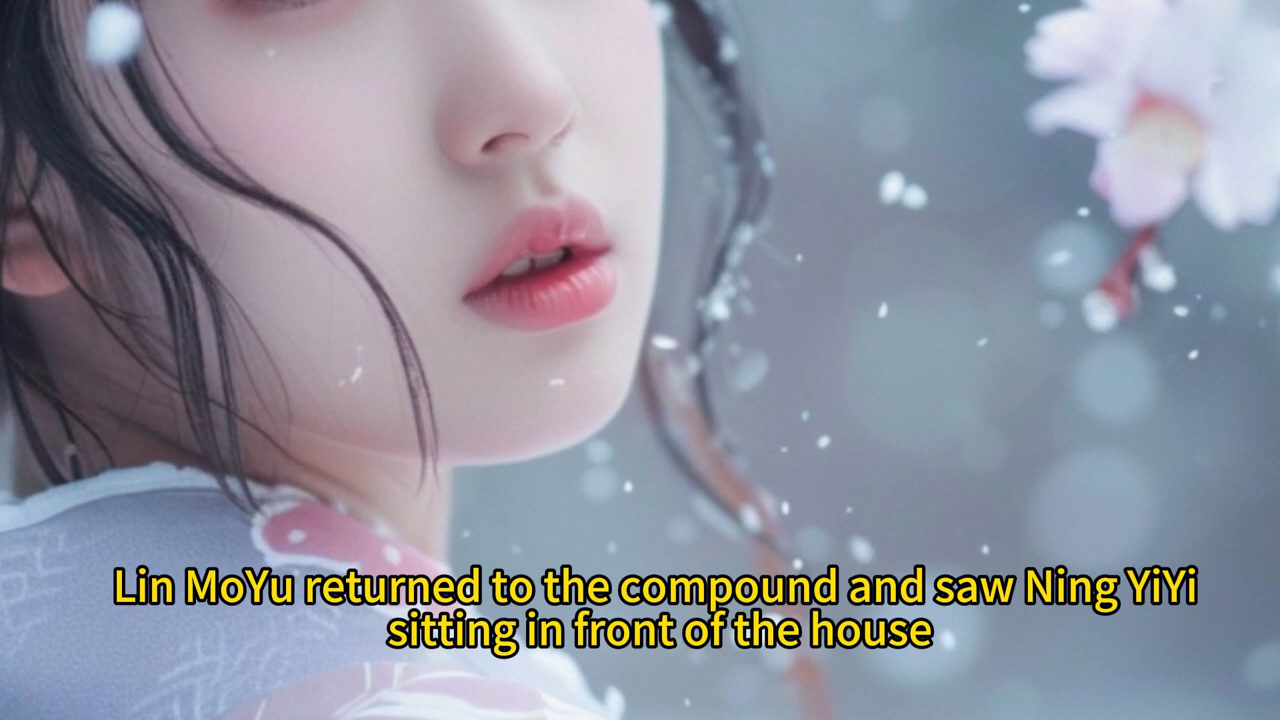 Lin MoYu returned to the compound and saw Ning YiYi
sitting in front of the house